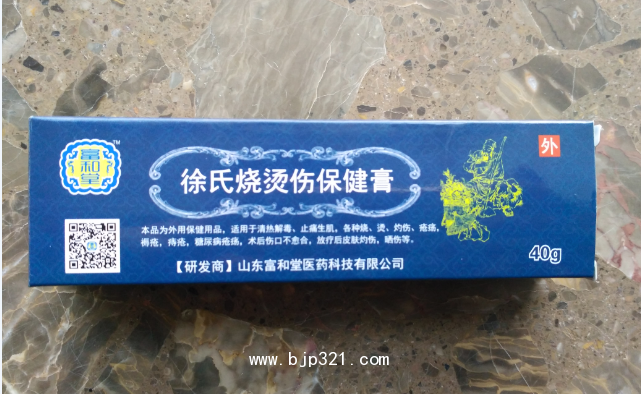 富和堂
TM
外
徐氏烧烫伤保健膏
本品为外用保健用品，适用于清热解毒、止痛生肌，各种烧、烫、灼伤、疮疡，
褥疮，痔疮，糖尿病疮疡，术后伤口不愈合，放疗后皮肤灼伤，晒伤等。
40g
【研发商】山东富和堂医药科技有限公司
www.bjp321.com